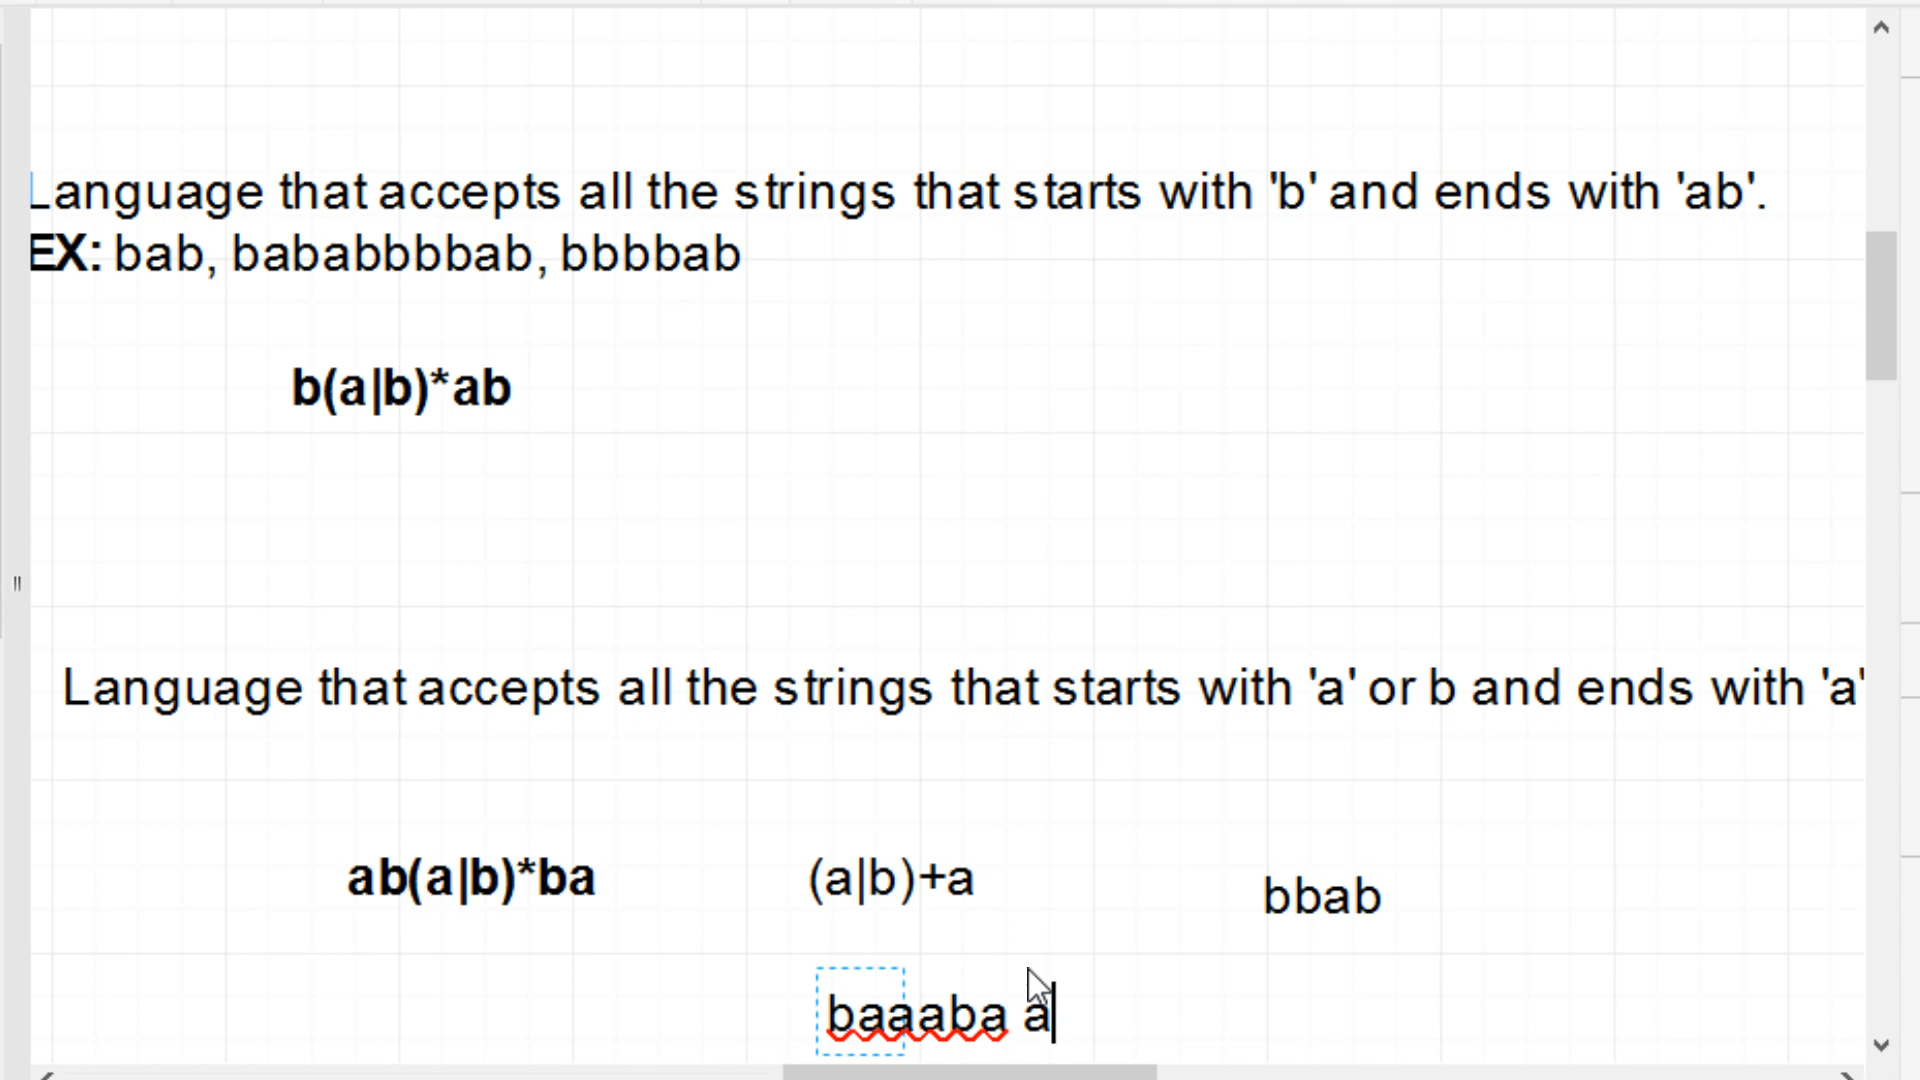 Language that accepts all the strings that starts with 'b' and ends with 'ab'.
EX: bab, bababbbbab, bbbbab
b(a|b)*ab
Language that accepts all the strings that starts with 'a' or b and ends with 'a'
ab(a|b)*ba
(a|b)+a
bbab
baaaba a